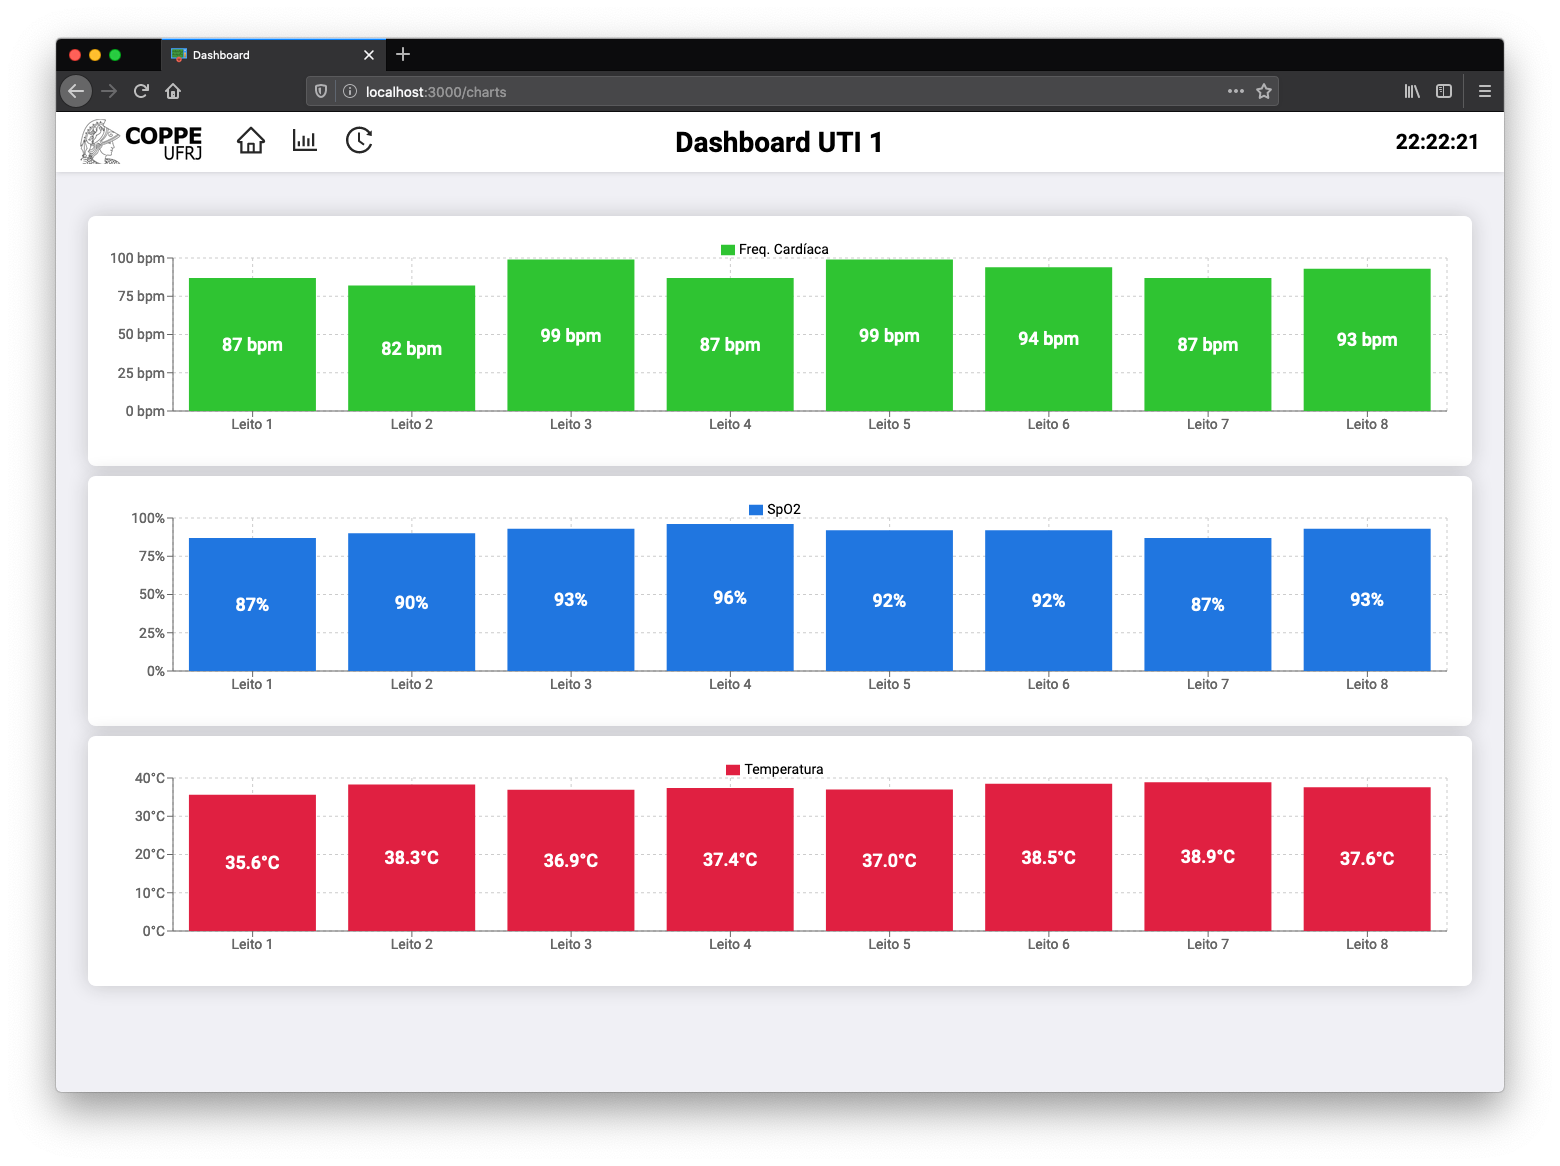 Dashboard
localhost:3000/charts
COPPE
UFRJ
Dashboard UTI 1
22:22:21
Freq. Cardíaca
100 bpm
75 bpm
50 bpm
25 bpm
0 bpm
87 bpm
82 bpm
99 bpm
87 bpm
99 bpm
94 bpm
87 bpm
93 bpm
Leito 1
Leito 2
Leito 3
Leito 4
Leito 5
Leito 6
Leito 7
Leito 8
SpO2
100%
75%
50%
25%
0%
87%
90%
93%
96%
92%
92%
87%
93%
Leito 1
Leito 2
Leito 3
Leito 4
Leito 5
Leito 6
Leito 7
Leito 8
Temperatura
40°C
30°C
20°C
10°C
0°C
35.6°C
38.3°C
36.9°C
37.4°C
37.0°C
38.5°C
38.9°C
37.6°C
Leito 1
Leito 2
Leito 3
Leito 4
Leito 5
Leito 6
Leito 7
Leito 8